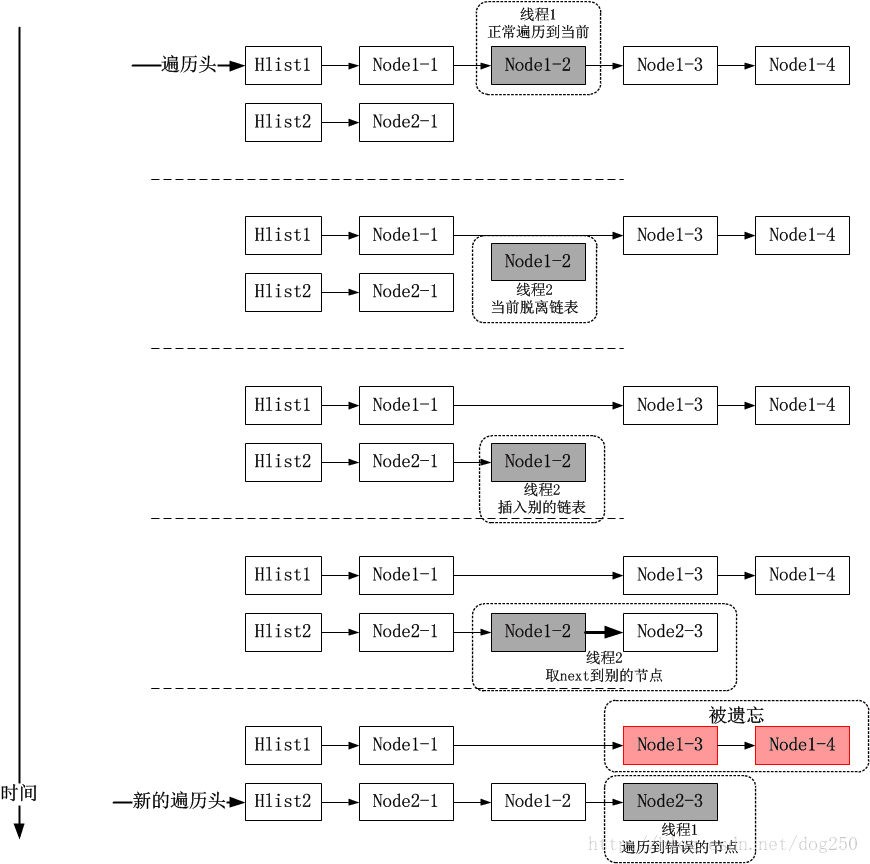 线程1
正常遍历到当前
遍历头 Hlist1 Node1-1 Node1-2 Node1-3 Node1-4
Hlist2 Node2-1
Hlist1 Node1-1 Node1-3 Node1-4
Node1-2
Hlist2 Node2-1
线程2
当前脱离链表
Hlist1 Node1-1 Node1-3 Node1-4
Hlist2 Node2-1 Node1-2
线程2
插入别的链表
Hlist1 Node1-1 Node1-3 Node1-4
Hlist2 Node2-1 Node1-2 Node2-3
线程2
取next到别的节点
被遗忘
Hlist1 Node1-1 Node1-3 Node1-4
时间
新的遍历头 Hlist2 Node2-1 Node1-2 Node2-3
线程1
遍历到错误的节点